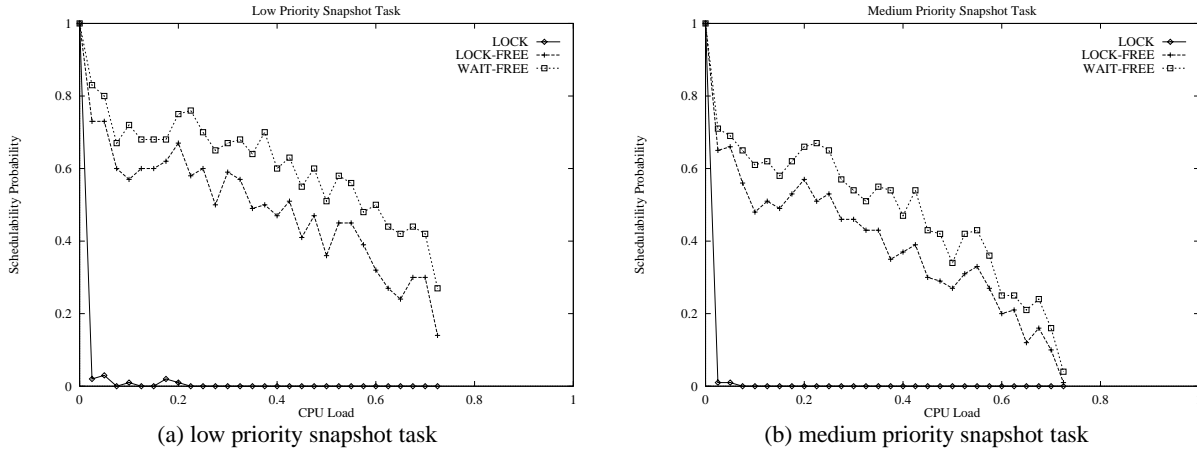 Low Priority Snapshot Task
1
0.8
0.6
0.4
0.2
0
Schedulability Probability
LOCK
LOCK-FREE
WAIT-FREE
0
0.2
0.4
0.6
0.8
1
CPU Load
(a) low priority snapshot task
Medium Priority Snapshot Task
1
0.8
0.6
0.4
0.2
0
Schedulability Probability
LOCK
LOCK-FREE
WAIT-FREE
0
0.2
0.4
0.6
0.8
CPU Load
(b) medium priority snapshot task